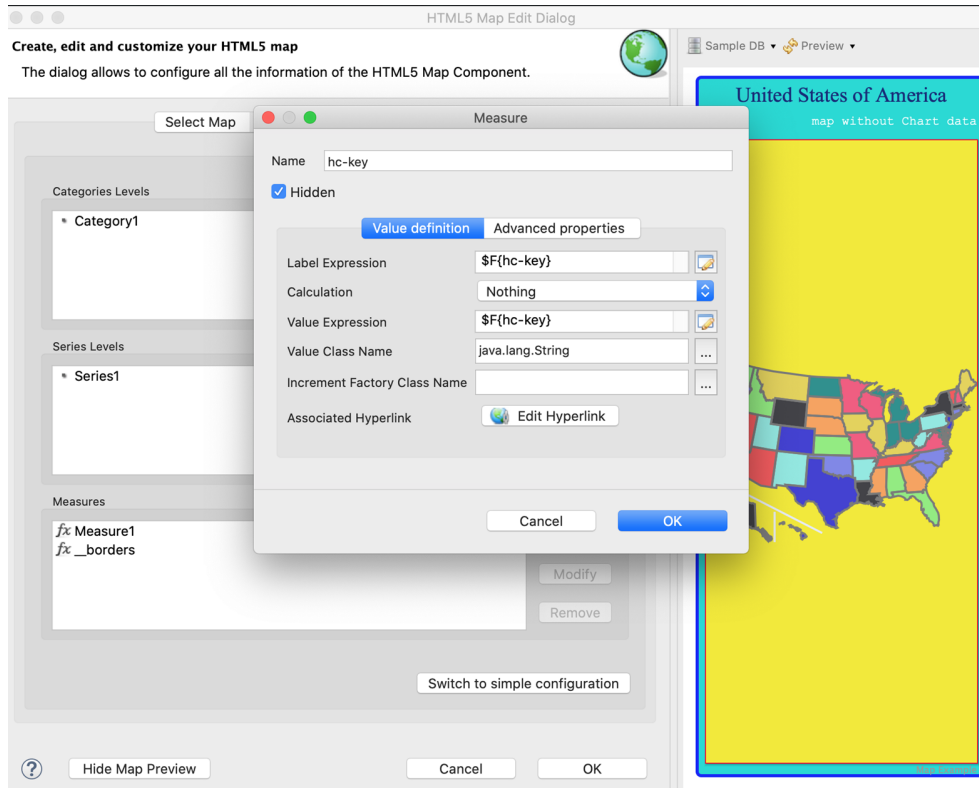 HTML5 Map Edit Dialog
Create, edit and customize your HTML5 map
The dialog allows to configure all the information of the HTML5 Map Component.
Sample DB
Preview
United States of America
map without Chart data
Select Map
Measure
Name
hc-key
Hidden
Value definition
Advanced properties
Label Expression
$F{hc-key}
Calculation
Nothing
Value Expression
$F{hc-key}
Value Class Name
java.lang.String
...
Increment Factory Class Name
...
Associated Hyperlink
Edit Hyperlink
Cancel
OK
Categories Levels
Category1
Series Levels
Series1
Measures
fx Measure1
fx __borders
Modify
Remove
Switch to simple configuration
?
Hide Map Preview
Cancel
OK